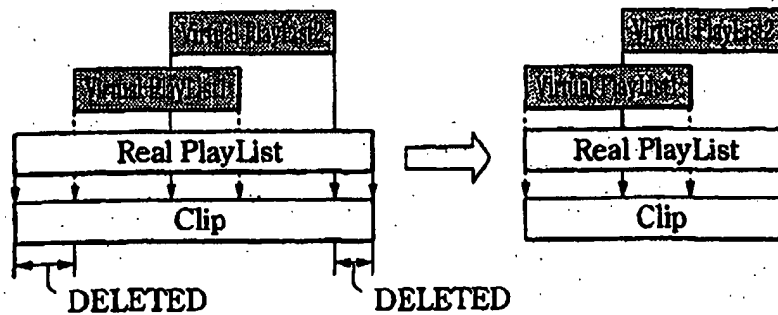 Virtual PlayList2
Virtual PlayList1
Real PlayList
Clip
DELETED
DELETED
Virtual PlayList2
Virtual PlayList1
Real PlayList
Clip